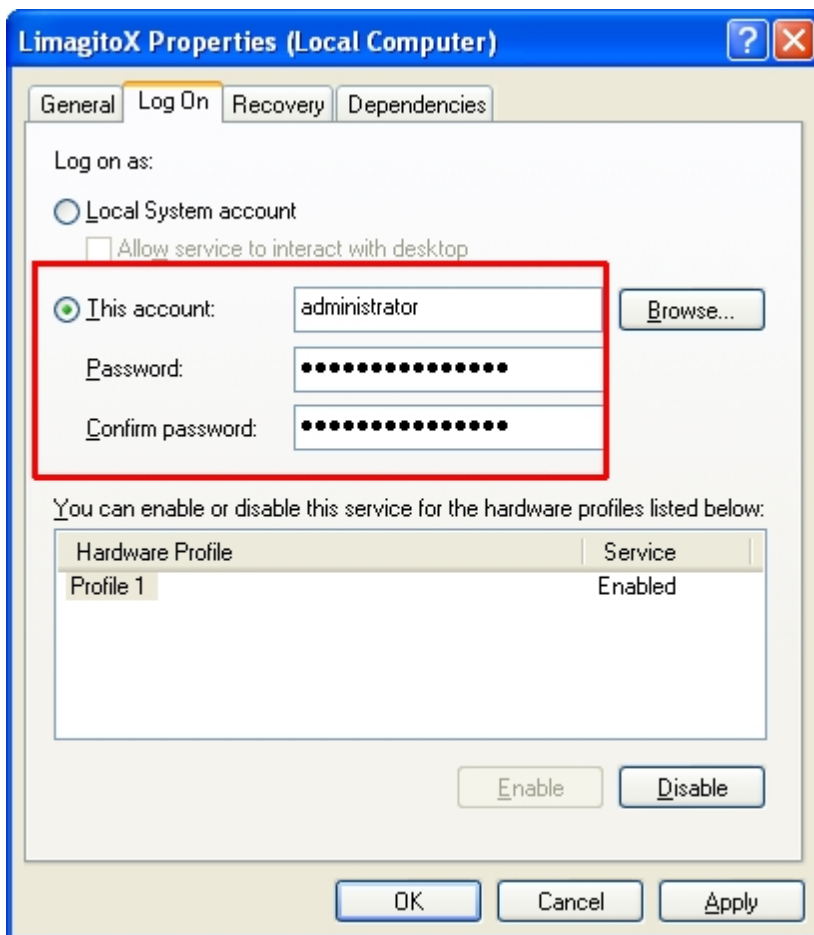 LimagitoX Properties (Local Computer)
General Log On Recovery Dependencies
Log on as:
Local System account
Allow service to interact with desktop
This account: administrator Browse...
Password: ●●●●●●●●●●●●●●●
Confirm password: ●●●●●●●●●●●●●●●
You can enable or disable this service for the hardware profiles listed below:
Hardware Profile Service
Profile 1 Enabled
Enable Disable
OK Cancel Apply